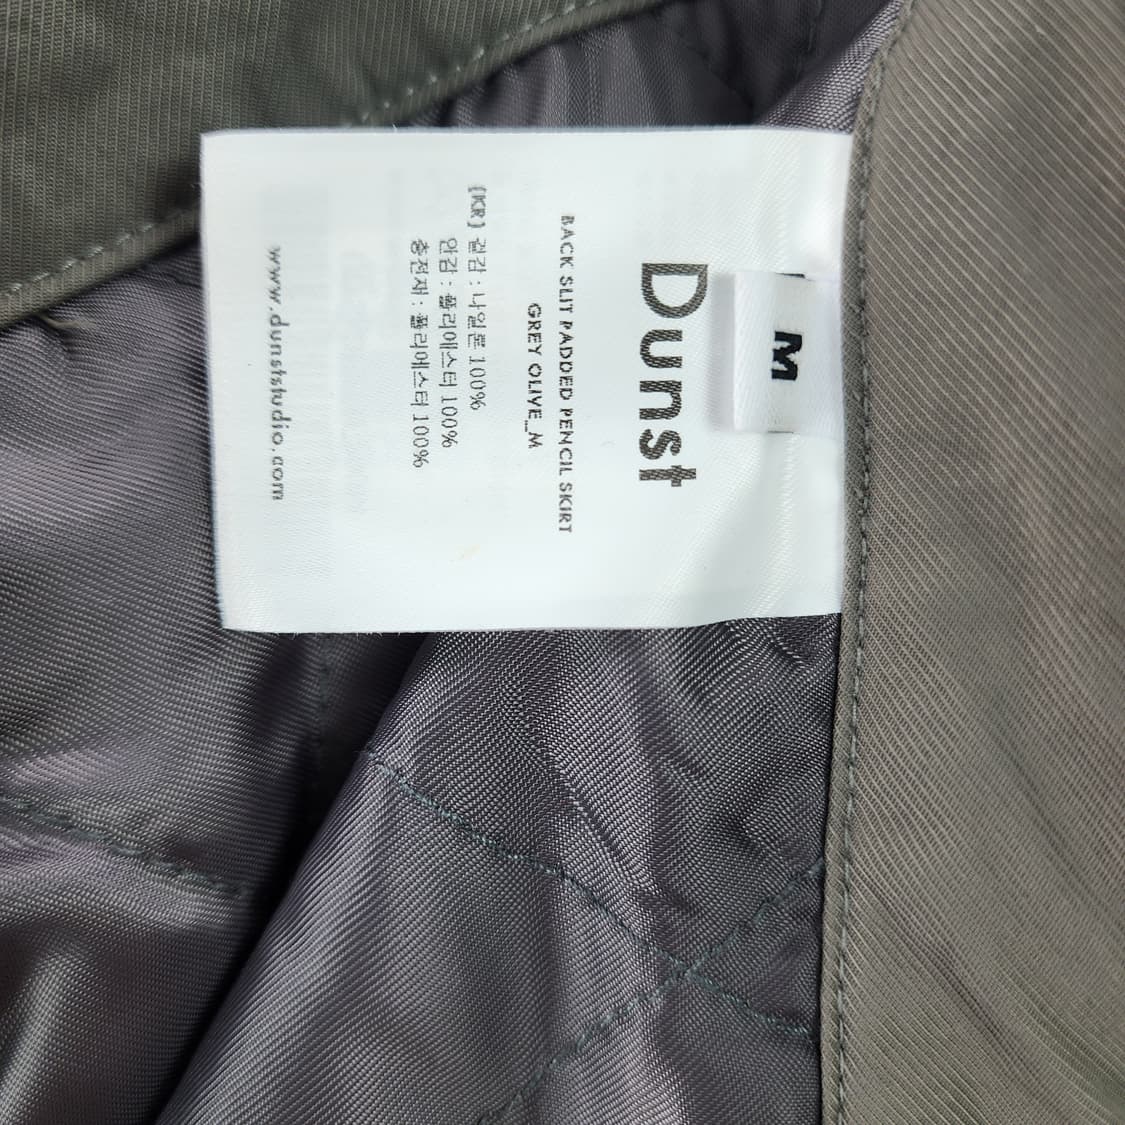 M
Dunst
BACK SLIT PADDED PENCIL SKIRT
GREY OLIVE_M
(KR) 겉감 : 나일론 100%
안감 : 폴리에스터 100%
충전재 : 폴리에스터 100%
www.dunststudio.com